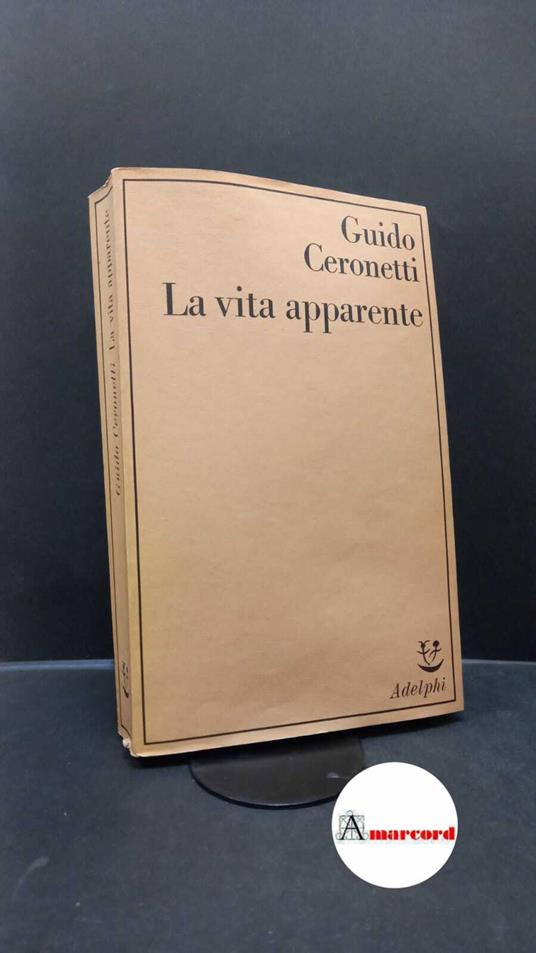 Guido
Ceronetti
La vita apparente
Adelphi
Guido Ceronetti La vita apparente
Amarcord